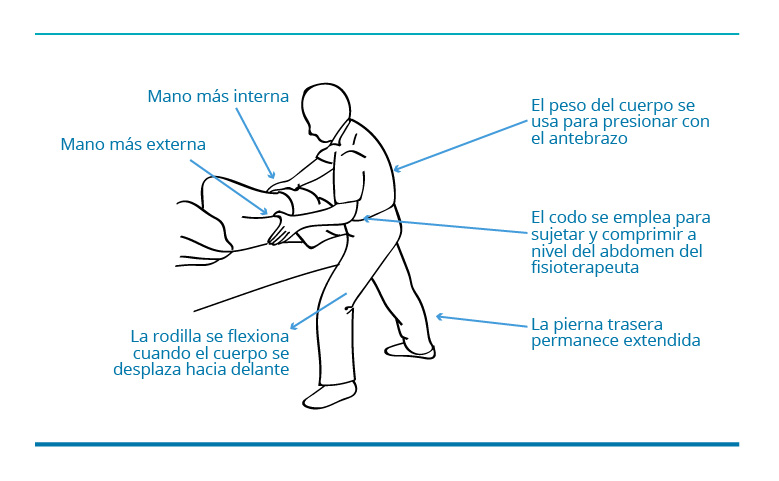 Mano más interna
Mano más externa
El peso del cuerpo se
usa para presionar con
el antebrazo
El codo se emplea para
sujetar y comprimir a
nivel del abdomen del
fisioterapeuta
La pierna trasera
permanece extendida
La rodilla se flexiona
cuando el cuerpo se
desplaza hacia delante